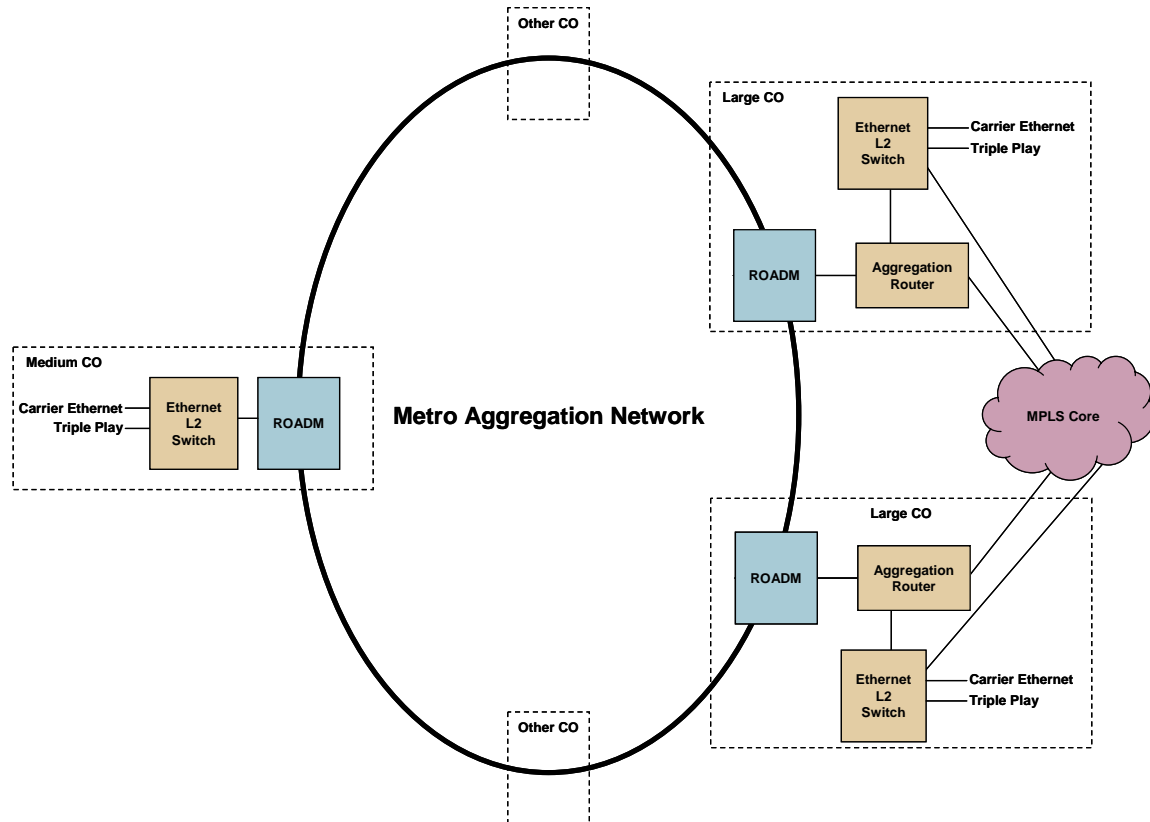 Other CO
Large CO
Ethernet
L2
Switch
Carrier Ethernet
Triple Play
ROADM
Aggregation
Router
Medium CO
Carrier Ethernet
Triple Play
Ethernet
L2
Switch
ROADM
Metro Aggregation Network
MPLS Core
Large CO
ROADM
Aggregation
Router
Ethernet
L2
Switch
Carrier Ethernet
Triple Play
Other CO